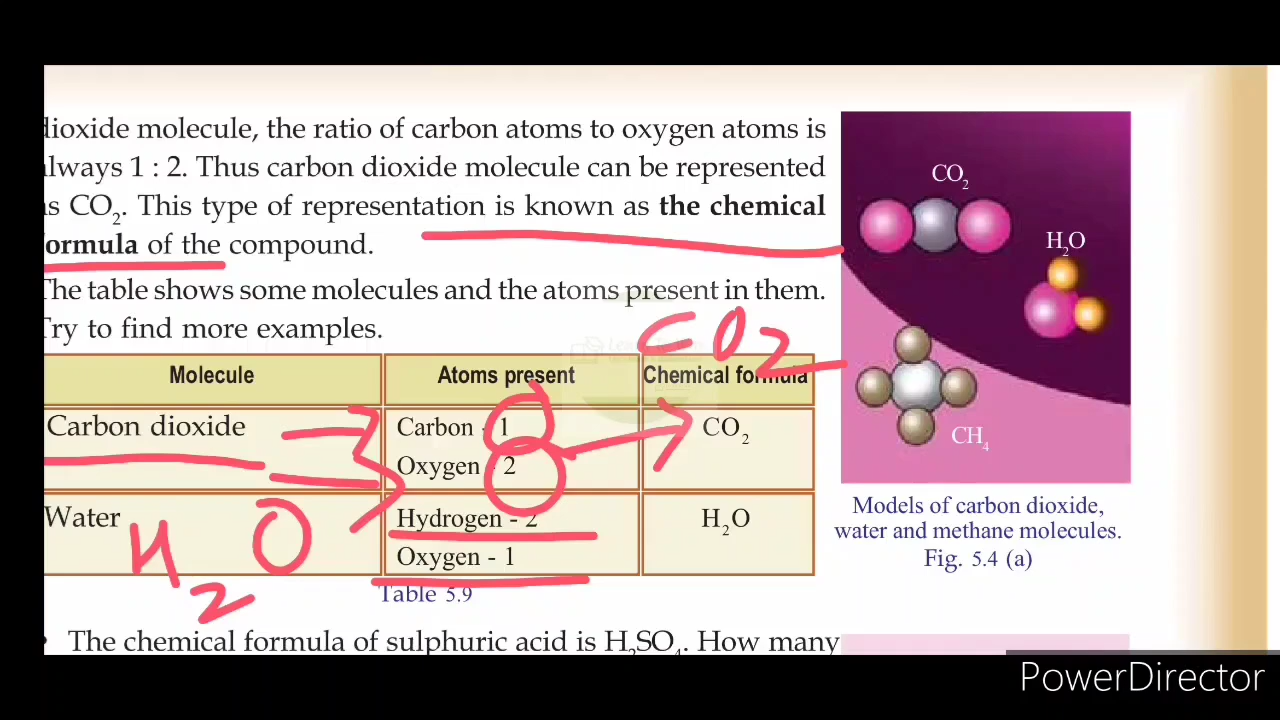 dioxide molecule, the ratio of carbon atoms to oxygen atoms is
always 1 : 2. Thus carbon dioxide molecule can be represented
as CO₂. This type of representation is known as the chemical
formula of the compound.
The table shows some molecules and the atoms present in them.
Try to find more examples.
CO2
Molecule Atoms present Chemical formula
Carbon dioxide Carbon - 1 CO₂
Oxygen - 2
Water Hydrogen - 2 H₂O
Oxygen - 1
H2O
Table 5.9
• The chemical formula of sulphuric acid is H₂SO₄. How many
CO₂
H₂O
CH₄
Models of carbon dioxide,
water and methane molecules.
Fig. 5.4 (a)
PowerDirector